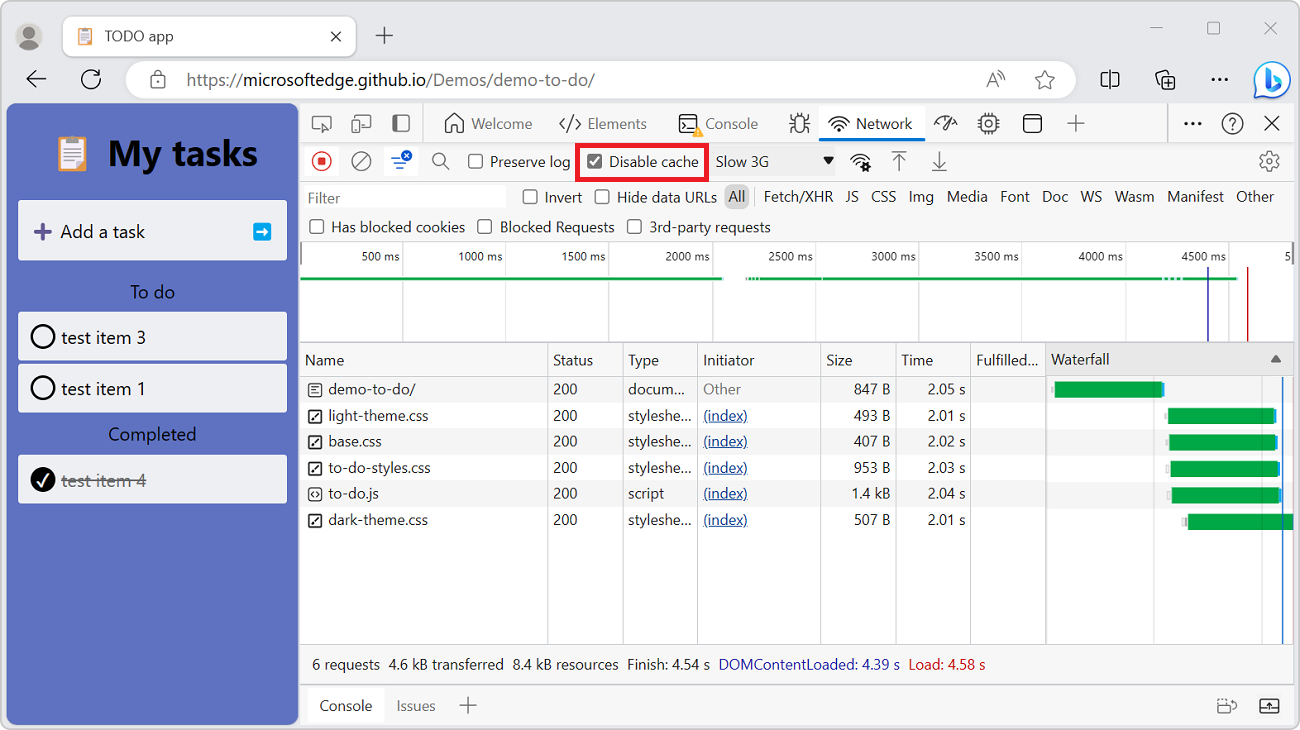 TODO app
https://microsoftedge.github.io/Demos/demo-to-do/
My tasks
Add a task
To do
test item 3
test item 1
Completed
test item 4
Welcome Elements Console Network
Preserve log Disable cache Slow 3G
Filter Invert Hide data URLs All Fetch/XHR JS CSS Img Media Font Doc WS Wasm Manifest Other
Has blocked cookies Blocked Requests 3rd-party requests
500 ms 1000 ms 1500 ms 2000 ms 2500 ms 3000 ms 3500 ms 4000 ms 4500 ms 5
Name Status Type Initiator Size Time Fulfilled... Waterfall
demo-to-do/ 200 docum... Other 847 B 2.05 s
light-theme.css 200 styleshe... (index) 493 B 2.01 s
base.css 200 styleshe... (index) 407 B 2.02 s
to-do-styles.css 200 styleshe... (index) 953 B 2.03 s
to-do.js 200 script (index) 1.4 kB 2.04 s
dark-theme.css 200 styleshe... (index) 507 B 2.01 s
6 requests 4.6 kB transferred 8.4 kB resources Finish: 4.54 s DOMContentLoaded: 4.39 s Load: 4.58 s
Console Issues